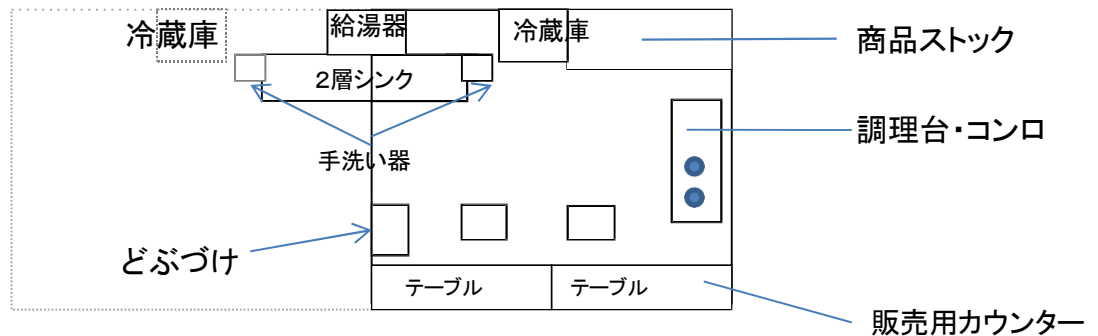 冷蔵庫
給湯器
冷蔵庫
商品ストック
2層シンク
調理台・コンロ
手洗い器
どぶづけ
テーブル
テーブル
販売用カウンター